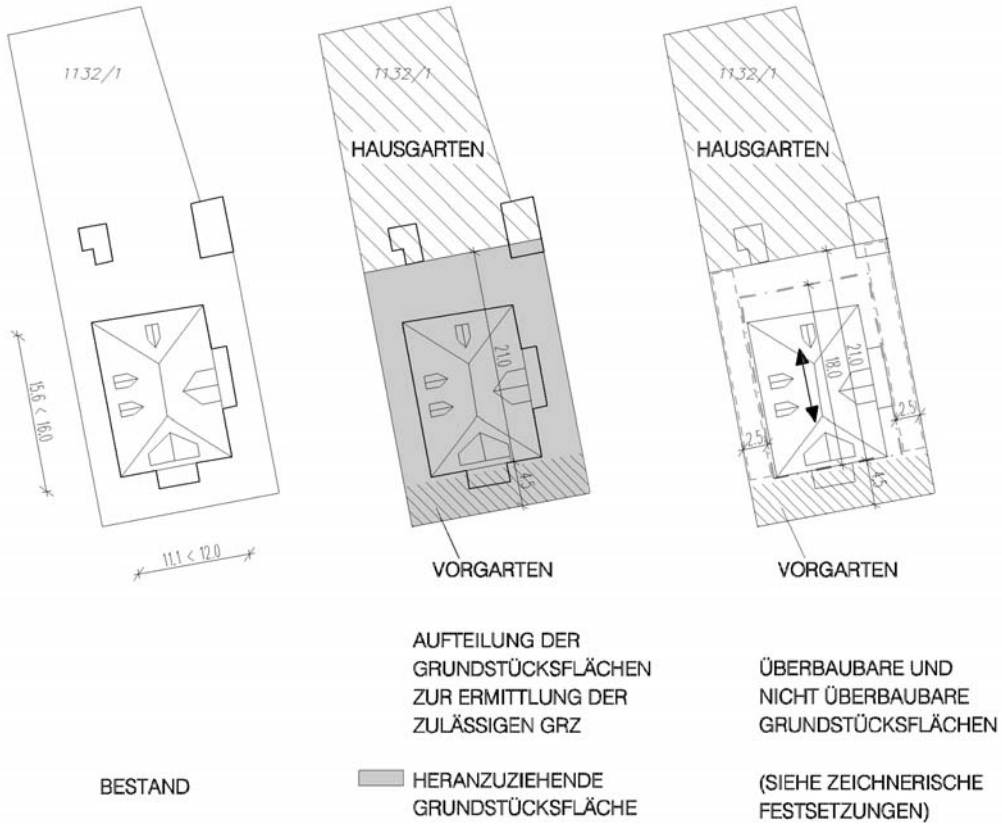 1132/1
15.6 < 16.0
11.1 < 12.0
BESTAND
1132/1
HAUSGARTEN
21.0
4.5
VORGARTEN
AUFTEILUNG DER
GRUNDSTÜCKSFLÄCHEN
ZUR ERMITTLUNG DER
ZULÄSSIGEN GRZ
HERANZUZIEHENDE
GRUNDSTÜCKSFLÄCHE
1132/1
HAUSGARTEN
21.0
18.0
2.5
2.5
4.5
VORGARTEN
ÜBERBAUBARE UND
NICHT ÜBERBAUBARE
GRUNDSTÜCKSFLÄCHEN
(SIEHE ZEICHNERISCHE
FESTSETZUNGEN)